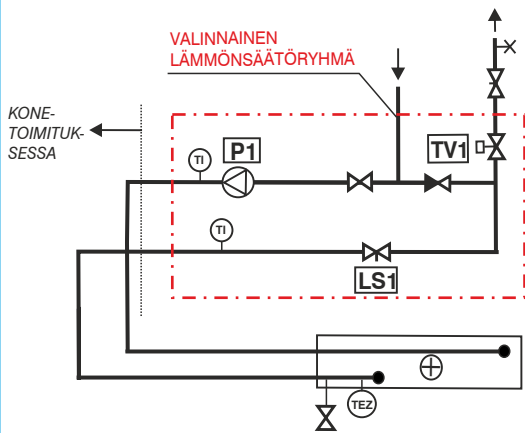 VALINNAINEN
LÄMMÖNSÄÄTÖRYHMÄ
KONE-
TOIMITUK-
SESSA
TI
P1
TV1
TI
LS1
TEZ